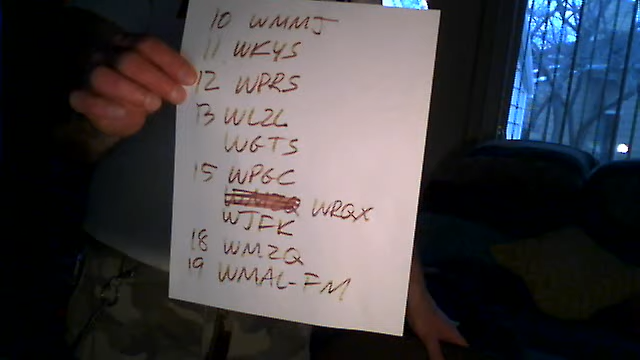 10 WMMJ
11 WKYS
12 WPRS
13 WLZL
WGTS
15 WPGC
WRQX
WJFK
18 WMZQ
19 WMAL-FM